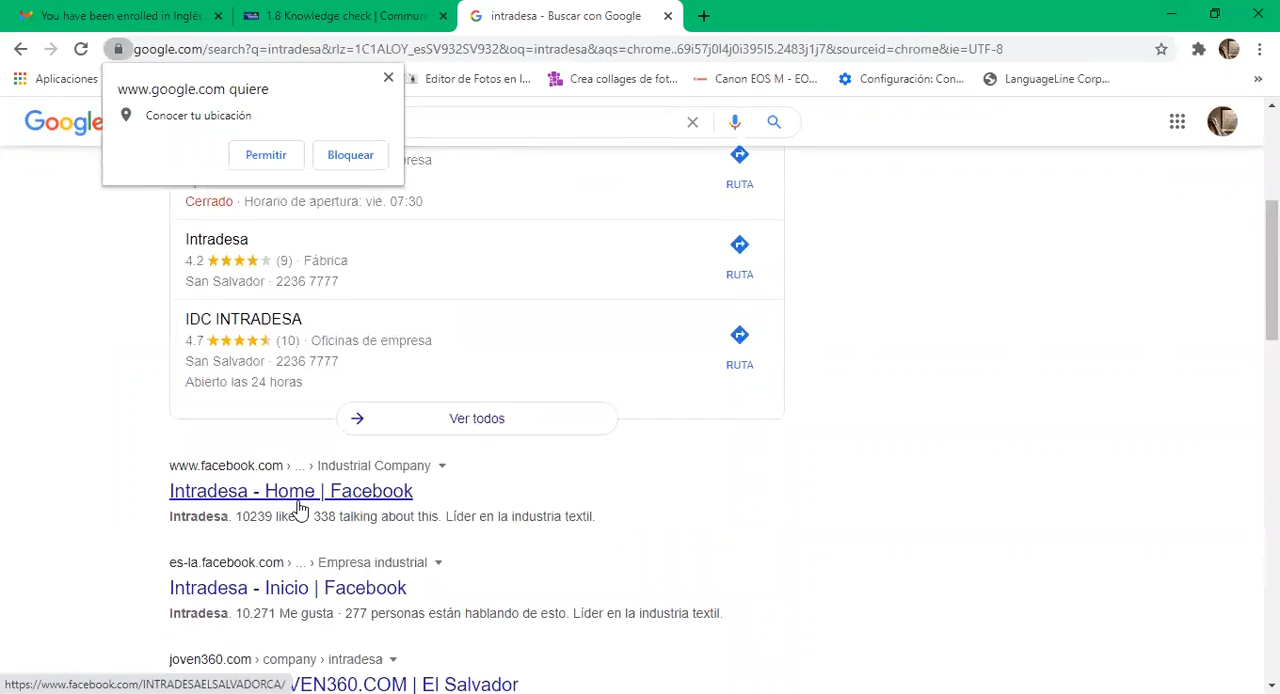 You have been enrolled in Inglés
1.8 Knowledge check | Commun
intradesa - Buscar con Google
google.com/search?q=intradesa&rlz=1C1ALOY_esSV932SV932&oq=intradesa&aqs=chrome..69i57j0l4j0i395l5.2483j1j7&sourceid=chrome&ie=UTF-8
Aplicaciones
Editor de Fotos en l...
Crea collages de fot...
Canon EOS M - EO...
Configuración: Con...
LanguageLine Corp...
»
www.google.com quiere
Conocer tu ubicación
Permitir
Bloquear
Google
presa
RUTA
Cerrado · Horario de apertura: vie. 07:30
Intradesa
4.2 (9) · Fábrica
San Salvador · 2236 7777
RUTA
IDC INTRADESA
4.7 (10) · Oficinas de empresa
San Salvador · 2236 7777
Abierto las 24 horas
RUTA
Ver todos
www.facebook.com › ... › Industrial Company
Intradesa - Home | Facebook
Intradesa. 10239 like 338 talking about this. Líder en la industria textil.
es-la.facebook.com › ... › Empresa industrial
Intradesa - Inicio | Facebook
Intradesa. 10.271 Me gusta · 277 personas están hablando de esto. Líder en la industria textil.
joven360.com › company › intradesa
VEN360.COM | El Salvador
https://www.facebook.com/INTRADESAELSALVADORCA/